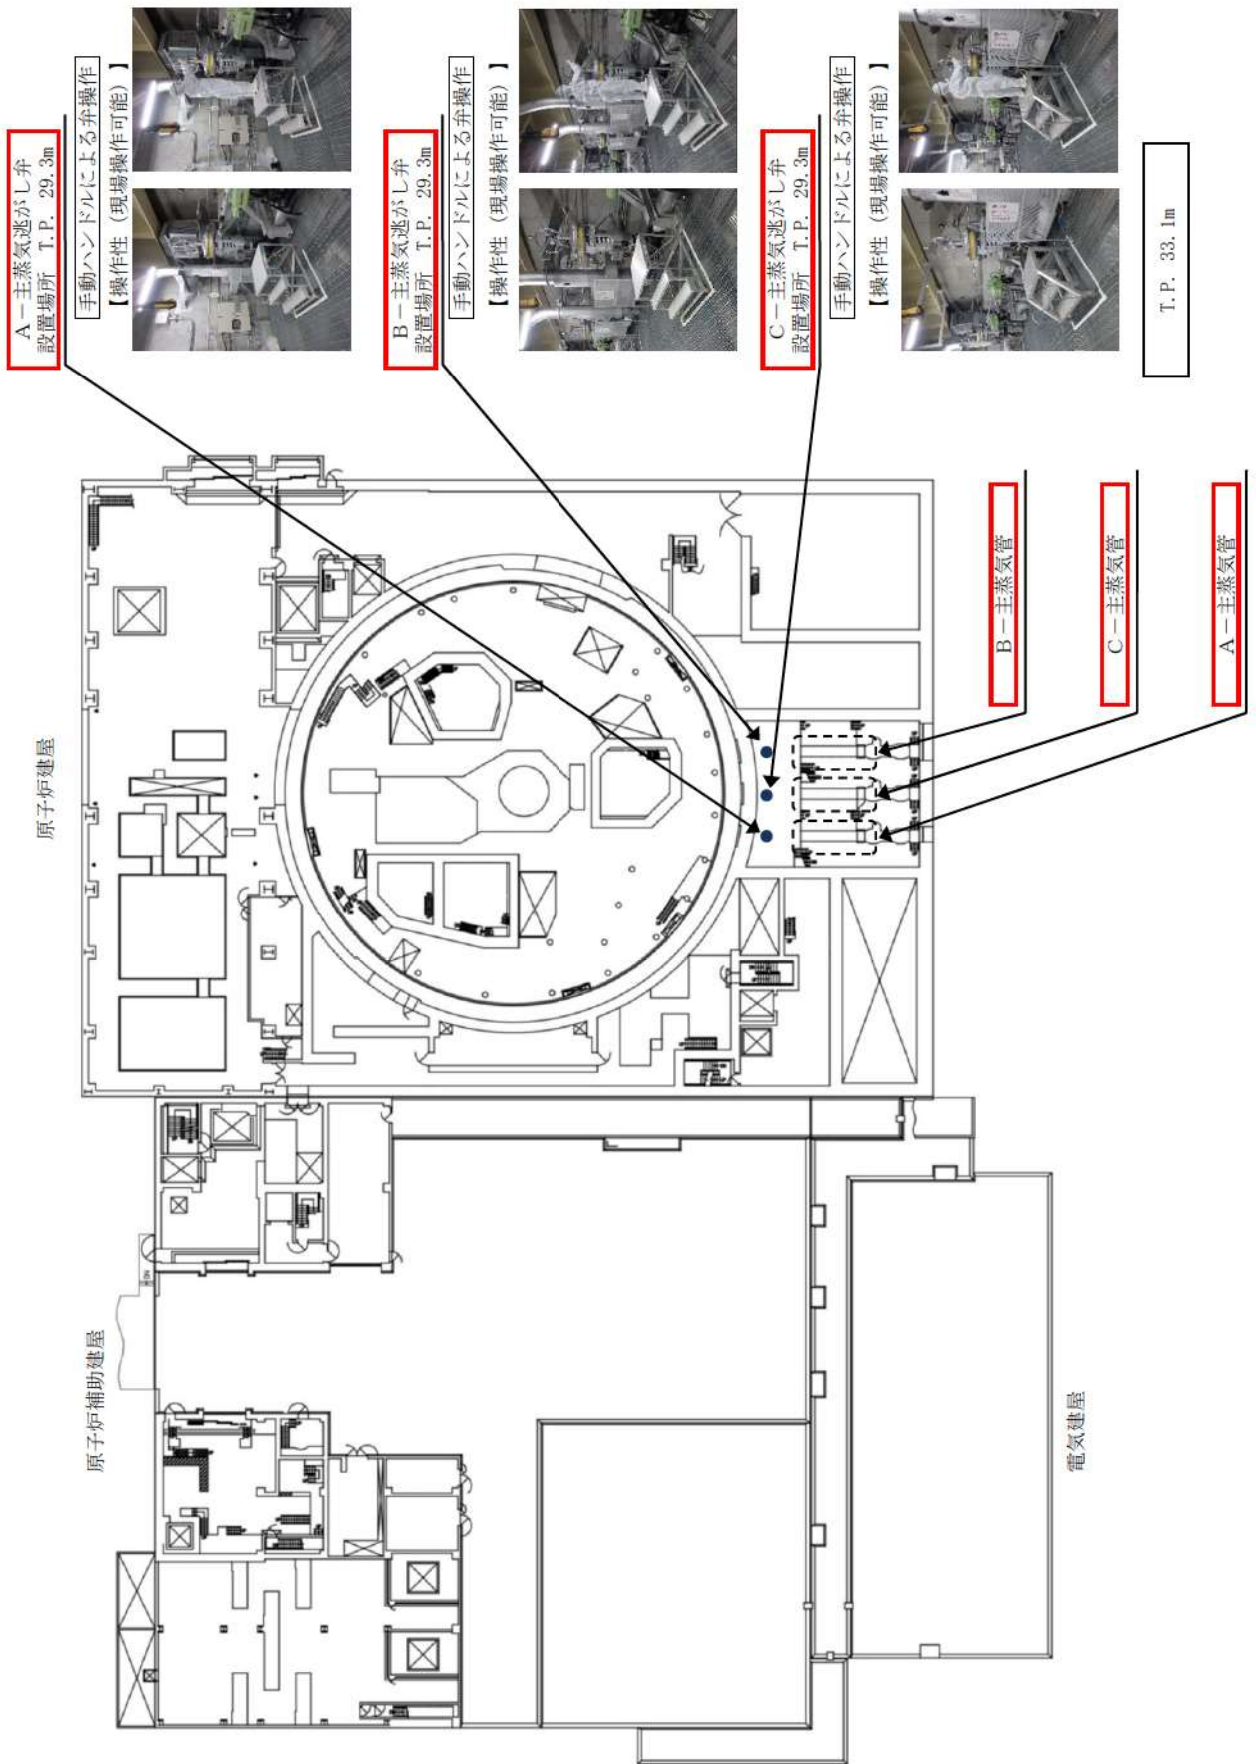 A－主蒸気逃がし弁
設置場所 T.P. 29.3m
手動ハンドルによる弁操作
【操作性（現場操作可能）】
B－主蒸気逃がし弁
設置場所 T.P. 29.3m
手動ハンドルによる弁操作
【操作性（現場操作可能）】
C－主蒸気逃がし弁
設置場所 T.P. 29.3m
手動ハンドルによる弁操作
【操作性（現場操作可能）】
T.P. 33.1m
原子炉建屋
B－主蒸気管
C－主蒸気管
A－主蒸気管
原子炉補助建屋
電気建屋